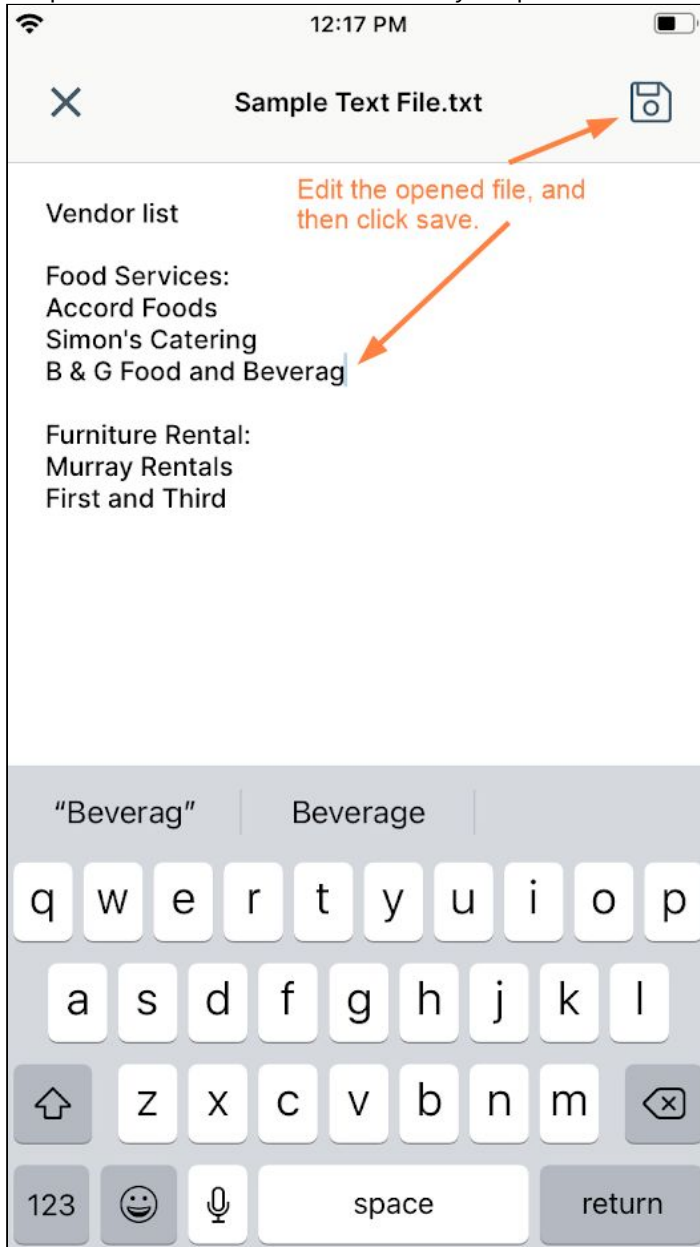 12:17 PM
Sample Text File.txt
Edit the opened file, and
then click save.
Vendor list
Food Services:
Accord Foods
Simon's Catering
B & G Food and Beverag
Furniture Rental:
Murray Rentals
First and Third
"Beverag" Beverage
q w e r t y u i o p
a s d f g h j k l
z x c v b n m
123 space return